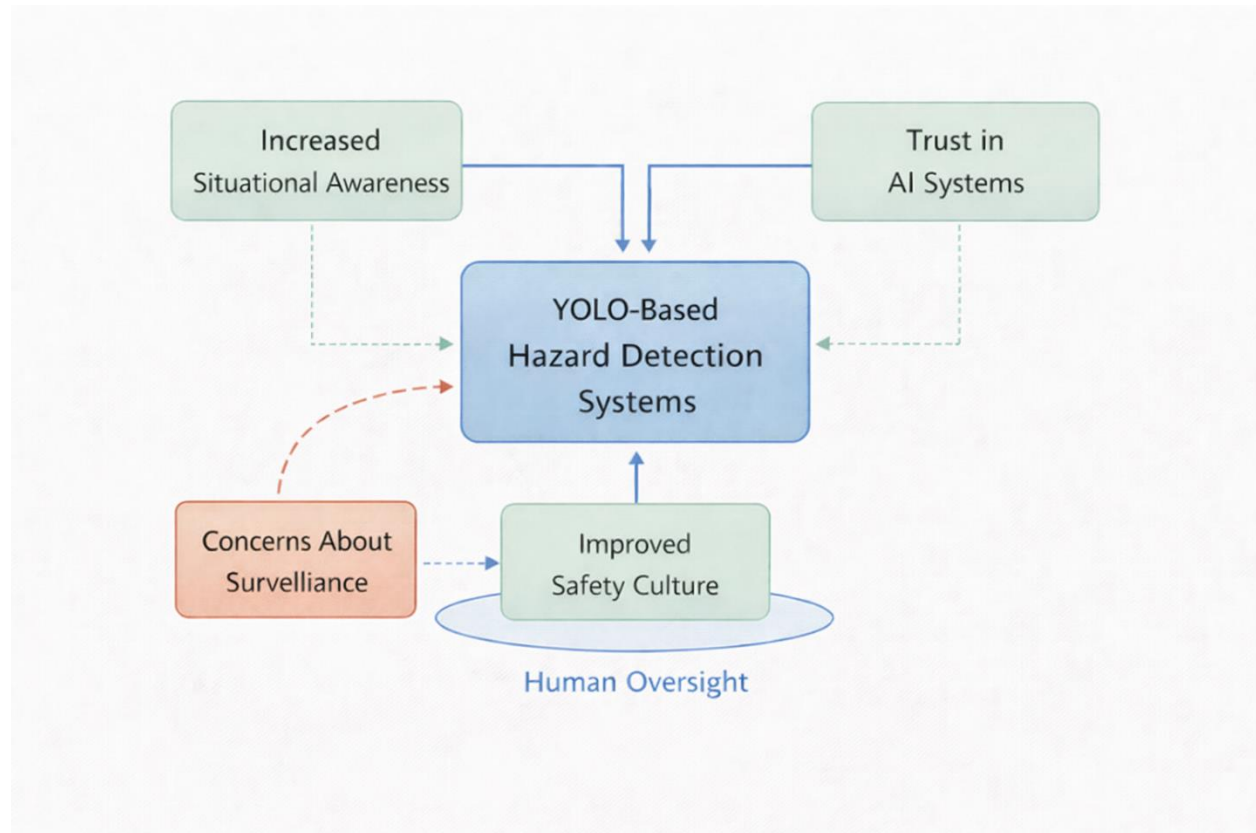 Increased
Situational Awareness
Trust in
AI Systems
YOLO-Based
Hazard Detection
Systems
Concerns About
Survelliance
Improved
Safety Culture
Human Oversight